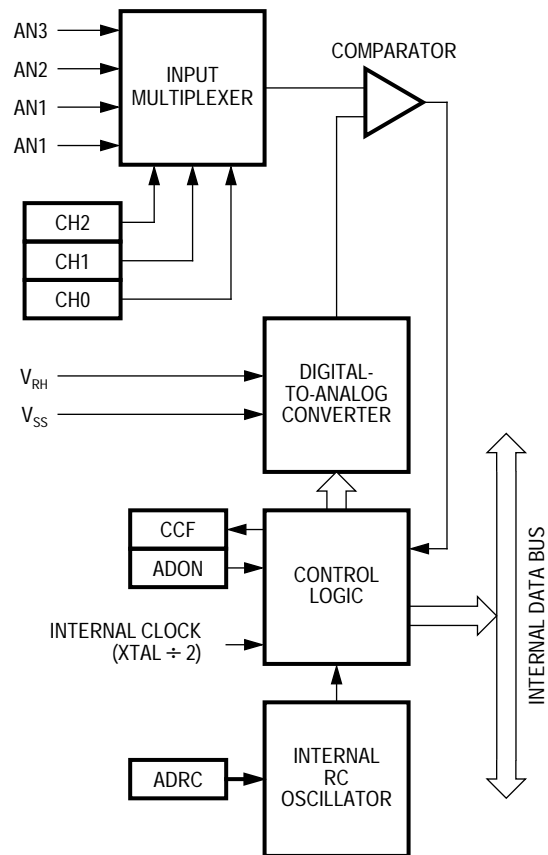 AN3
AN2
AN1
AN1
INPUT
MULTIPLEXER
COMPARATOR
CH2
CH1
CH0
VRH
VSS
DIGITAL-
TO-ANALOG
CONVERTER
CCF
ADON
CONTROL
LOGIC
INTERNAL CLOCK
(XTAL ÷ 2)
INTERNAL DATA BUS
ADRC
INTERNAL
RC
OSCILLATOR